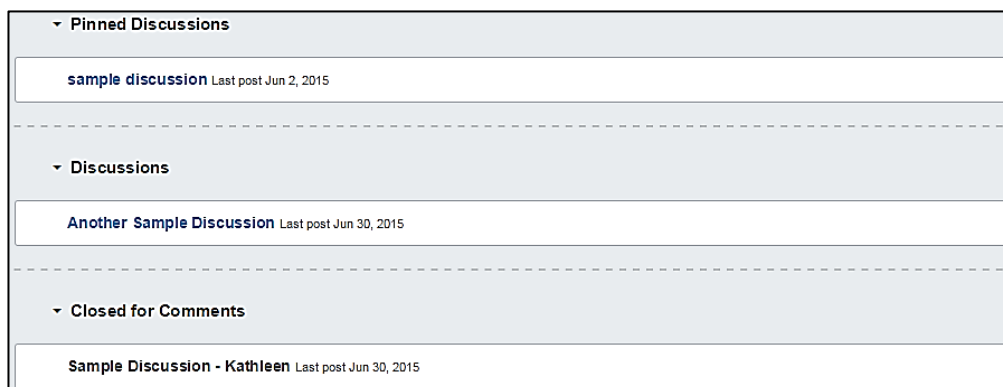 Pinned Discussions
sample discussion Last post Jun 2, 2015
Discussions
Another Sample Discussion Last post Jun 30, 2015
Closed for Comments
Sample Discussion - Kathleen Last post Jun 30, 2015